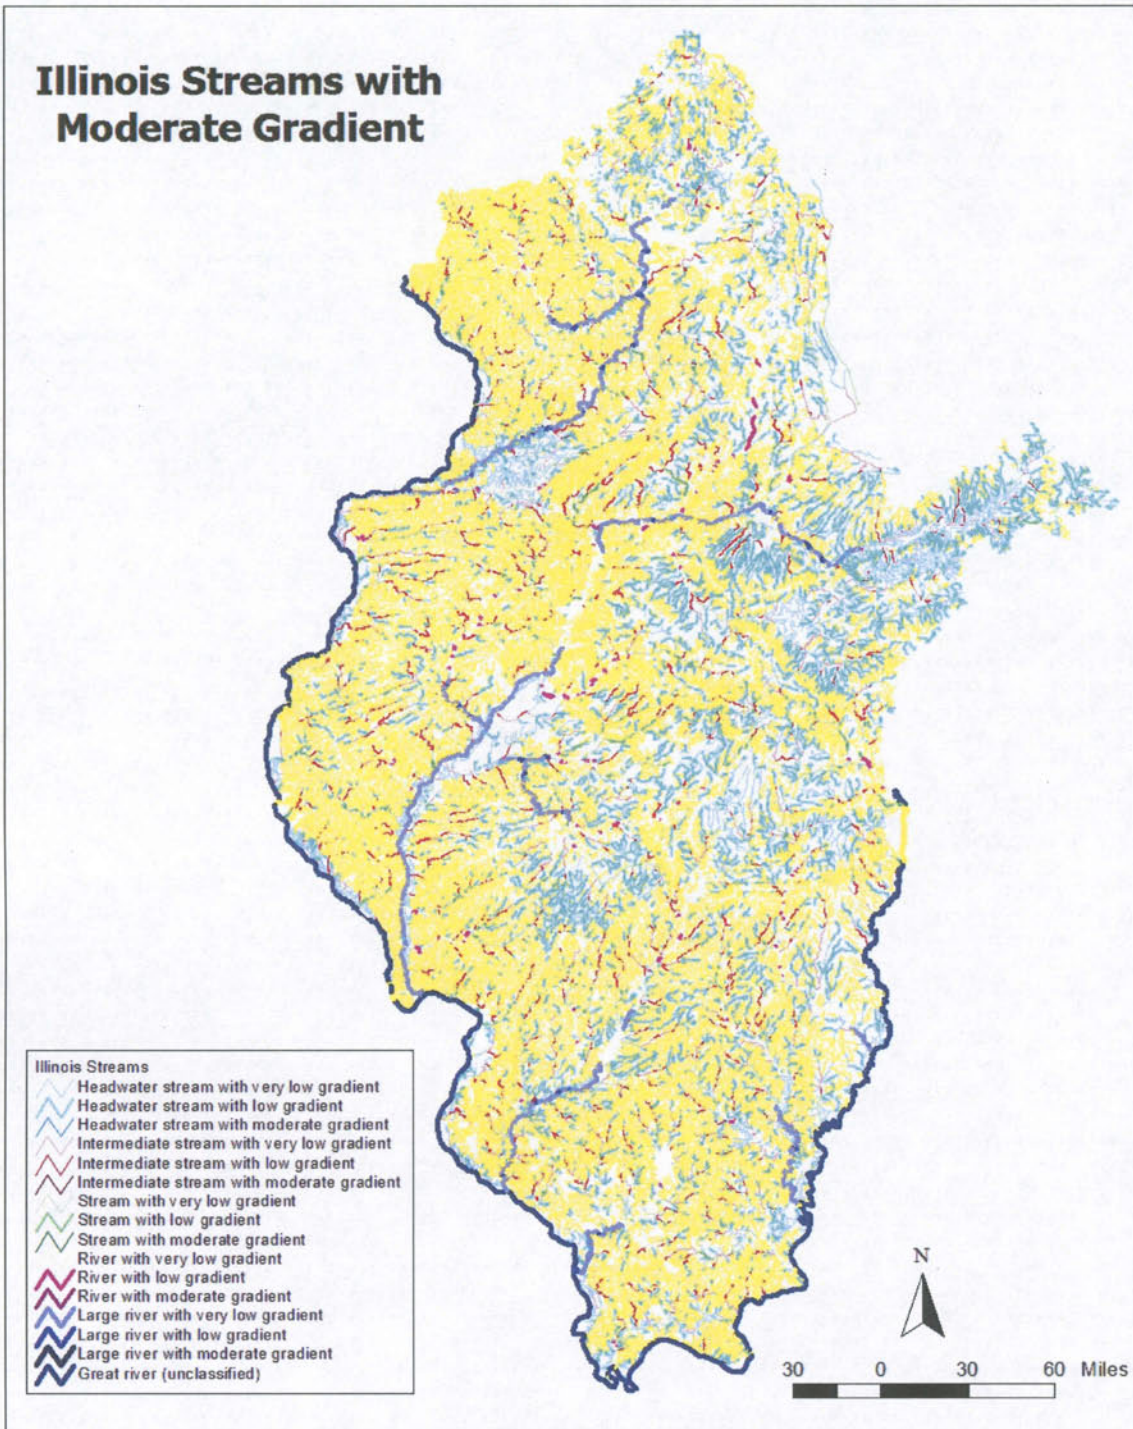 Illinois Streams with
Moderate Gradient
Illinois Streams
Headwater stream with very low gradient
Headwater stream with low gradient
Headwater stream with moderate gradient
Intermediate stream with very low gradient
Intermediate stream with low gradient
Intermediate stream with moderate gradient
Stream with very low gradient
Stream with low gradient
Stream with moderate gradient
River with very low gradient
River with low gradient
River with moderate gradient
Large river with very low gradient
Large river with low gradient
Large river with moderate gradient
Great river (unclassified)
N
30 0 30 60 Miles